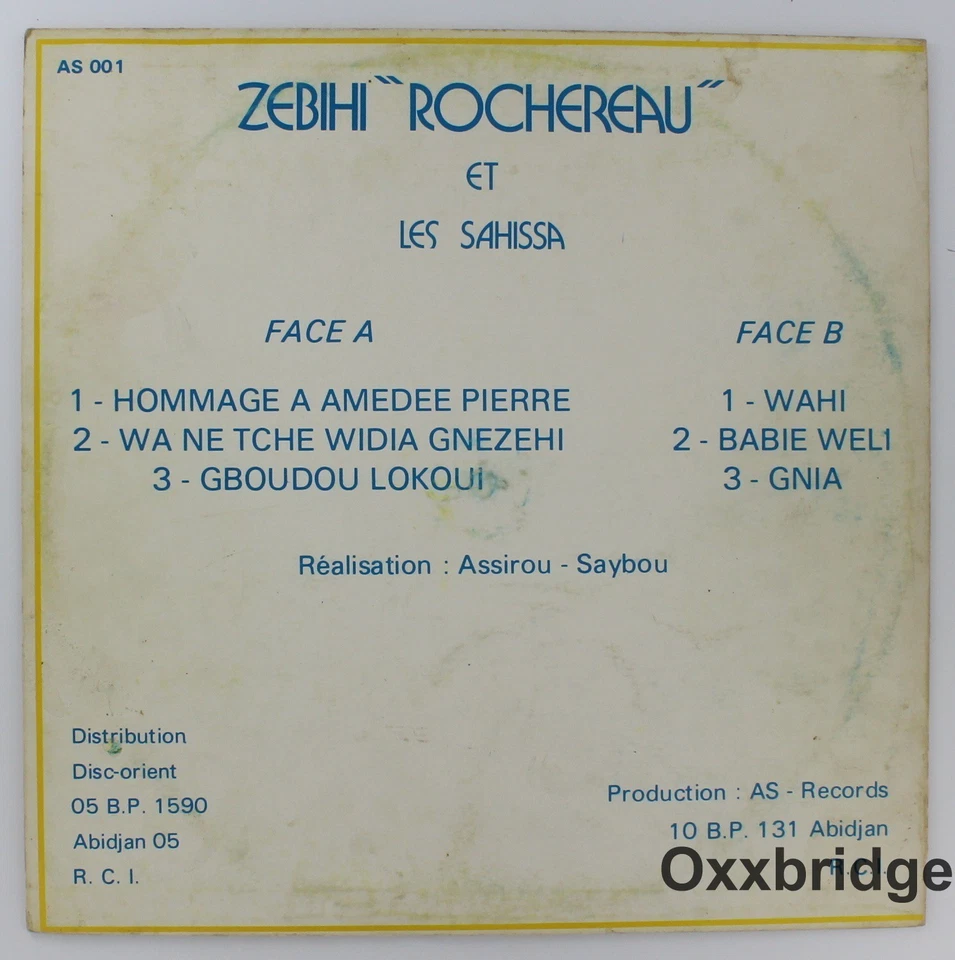 AS 001
ZEBIHI "ROCHEREAU"
ET
LES SAHISSA
FACE A
1 - HOMMAGE A AMEDEE PIERRE
2 - WA NE TCHE WIDIA GNEZEHI
3 - GBOUDOU LOKOUI
FACE B
1 - WAHI
2 - BABIE WEL1
3 - GNIA
Réalisation : Assirou - Saybou
Distribution
Disc-orient
05 B.P. 1590
Abidjan 05
R. C. I.
Production : AS - Records
10 B.P. 131 Abidjan
R.C.I.
Oxxbridge